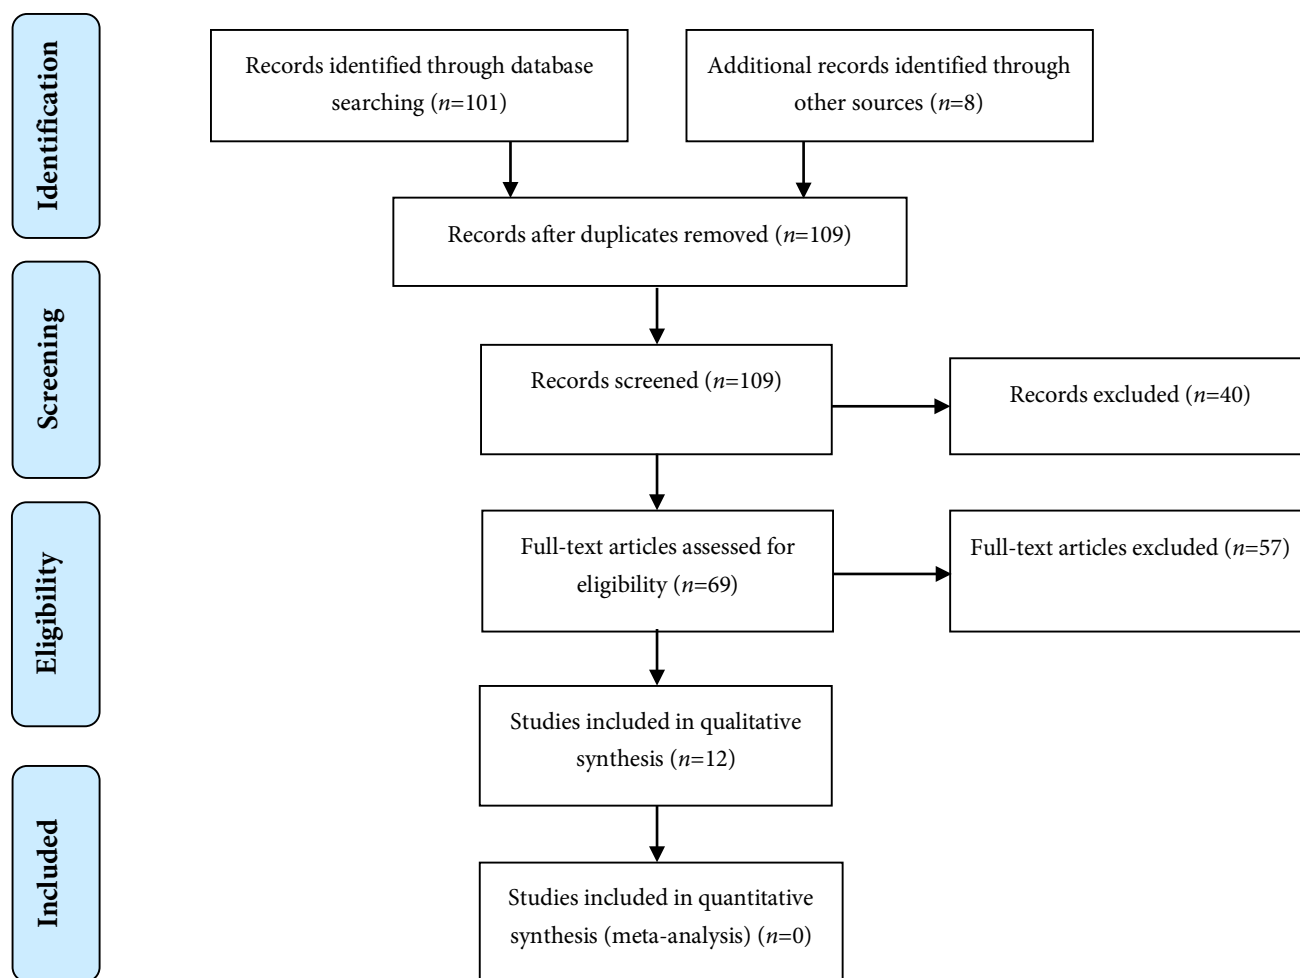 Identification
Records identified through database
searching (n=101)
Additional records identified through
other sources (n=8)
Records after duplicates removed (n=109)
Screening
Records screened (n=109)
Records excluded (n=40)
Eligibility
Full-text articles assessed for
eligibility (n=69)
Full-text articles excluded (n=57)
Studies included in qualitative
synthesis (n=12)
Included
Studies included in quantitative
synthesis (meta-analysis) (n=0)